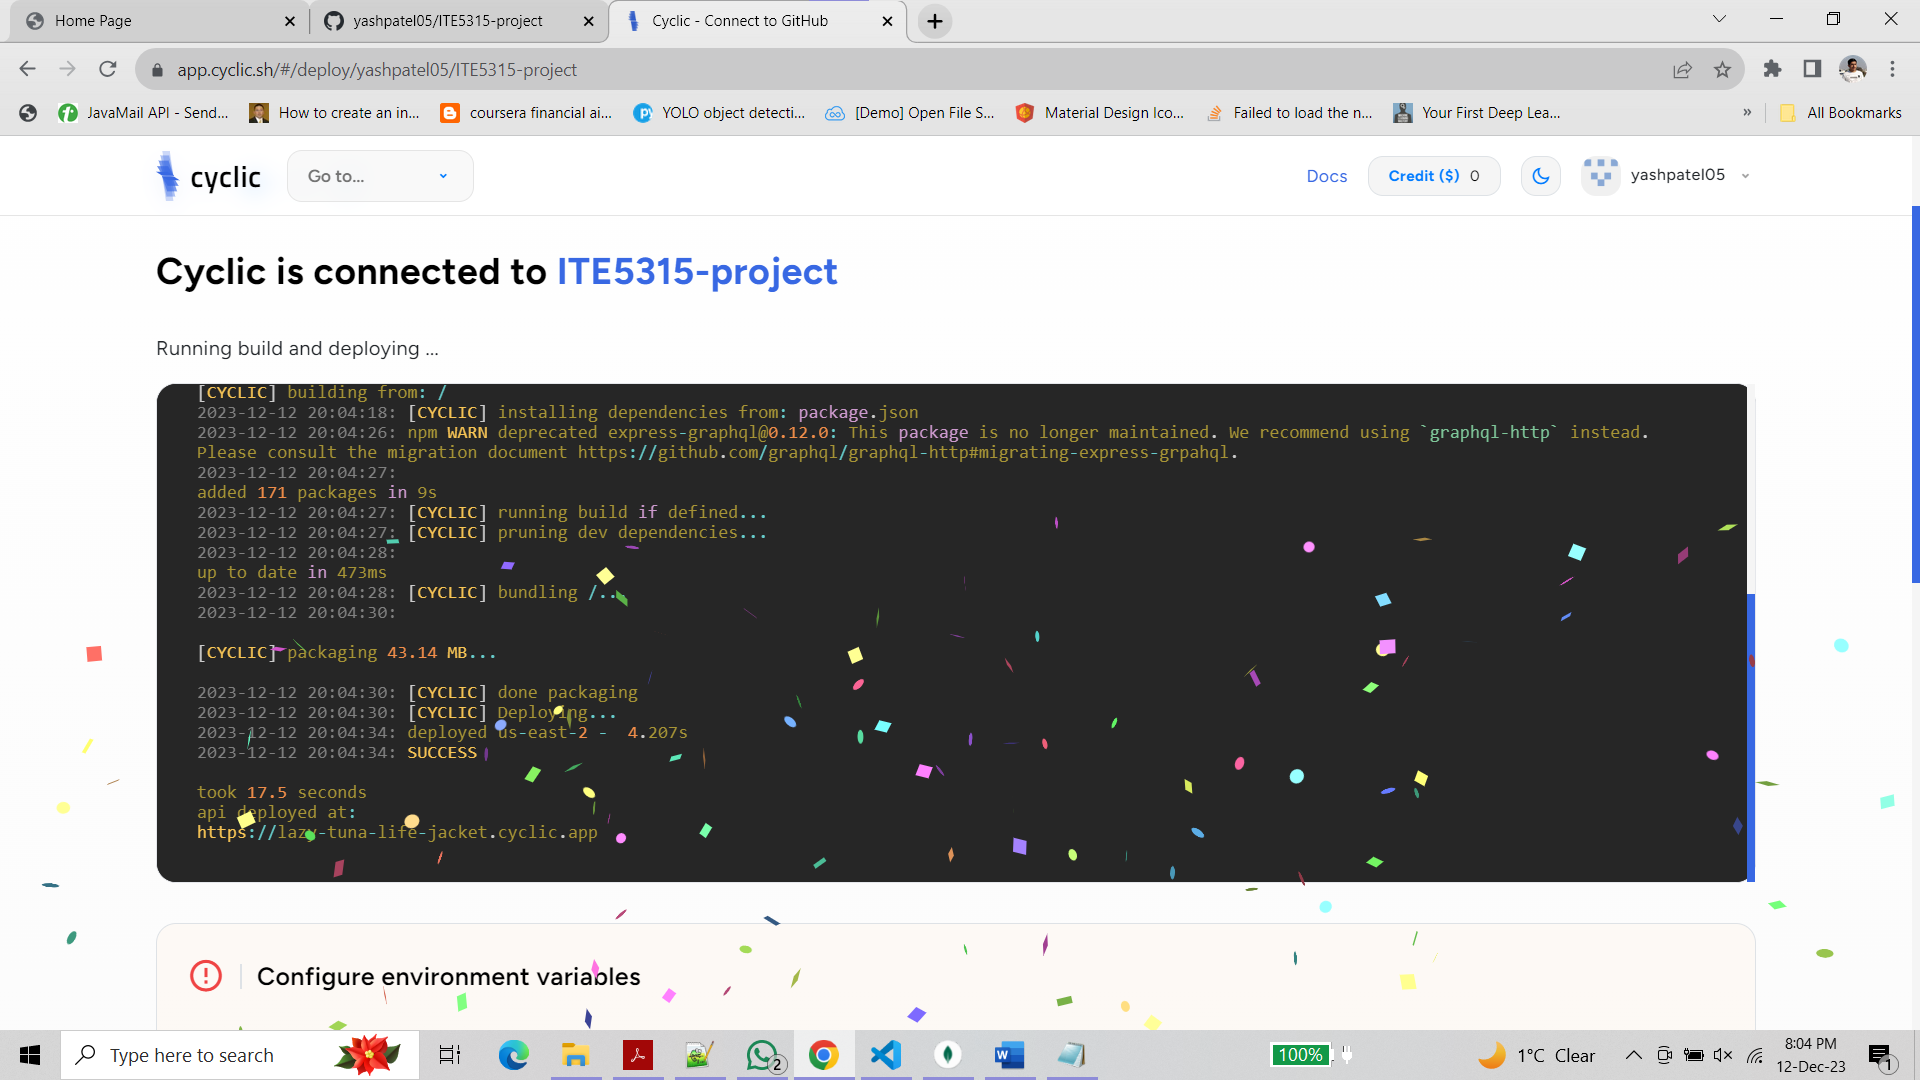 Home Page
yashpatel05/ITE5315-project
Cyclic - Connect to GitHub
app.cyclic.sh/#/deploy/yashpatel05/ITE5315-project
JavaMail API - Send...
How to create an in...
coursera financial ai...
YOLO object detecti...
[Demo] Open File S...
Material Design Ico...
Failed to load the n...
Your First Deep Lea...
»
All Bookmarks
cyclic
Go to...
Docs
Credit ($) 0
yashpatel05
Cyclic is connected to ITE5315-project
Running build and deploying ...
[CYCLIC] building from: /
2023-12-12 20:04:18: [CYCLIC] installing dependencies from: package.json
2023-12-12 20:04:26: npm WARN deprecated express-graphql@0.12.0: This package is no longer maintained. We recommend using `graphql-http` instead.
Please consult the migration document https://github.com/graphql/graphql-http#migrating-express-grpahql.
2023-12-12 20:04:27:
added 171 packages in 9s
2023-12-12 20:04:27: [CYCLIC] running build if defined...
2023-12-12 20:04:27: [CYCLIC] pruning dev dependencies...
2023-12-12 20:04:28:
up to date in 473ms
2023-12-12 20:04:28: [CYCLIC] bundling /...
2023-12-12 20:04:30:
[CYCLIC] packaging 43.14 MB...
2023-12-12 20:04:30: [CYCLIC] done packaging
2023-12-12 20:04:30: [CYCLIC] Deploying...
2023-12-12 20:04:34: deployed us-east-2 - 4.207s
2023-12-12 20:04:34: SUCCESS
took 17.5 seconds
api deployed at:
https://lazy-tuna-life-jacket.cyclic.app
Configure environment variables
Type here to search
2
100%
1°C Clear
8:04 PM
12-Dec-23
1